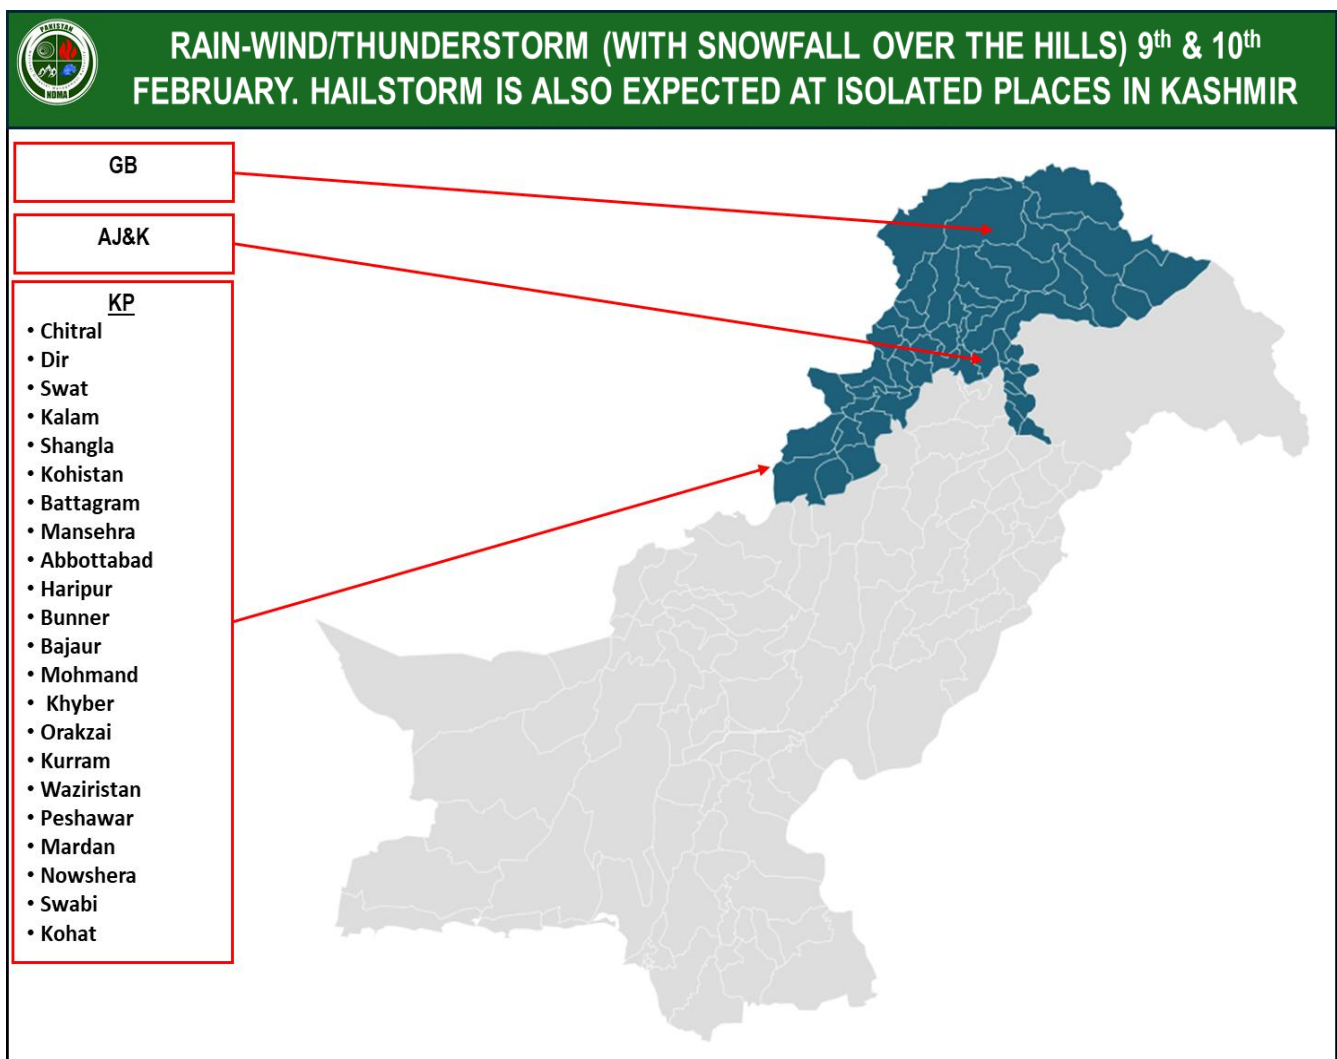 RAIN-WIND/THUNDERSTORM (WITH SNOWFALL OVER THE HILLS) 9th & 10th
FEBRUARY. HAILSTORM IS ALSO EXPECTED AT ISOLATED PLACES IN KASHMIR
PAKISTAN
NDMA
GB
AJ&K
KP
• Chitral
• Dir
• Swat
• Kalam
• Shangla
• Kohistan
• Battagram
• Mansehra
• Abbottabad
• Haripur
• Bunner
• Bajaur
• Mohmand
• Khyber
• Orakzai
• Kurram
• Waziristan
• Peshawar
• Mardan
• Nowshera
• Swabi
• Kohat